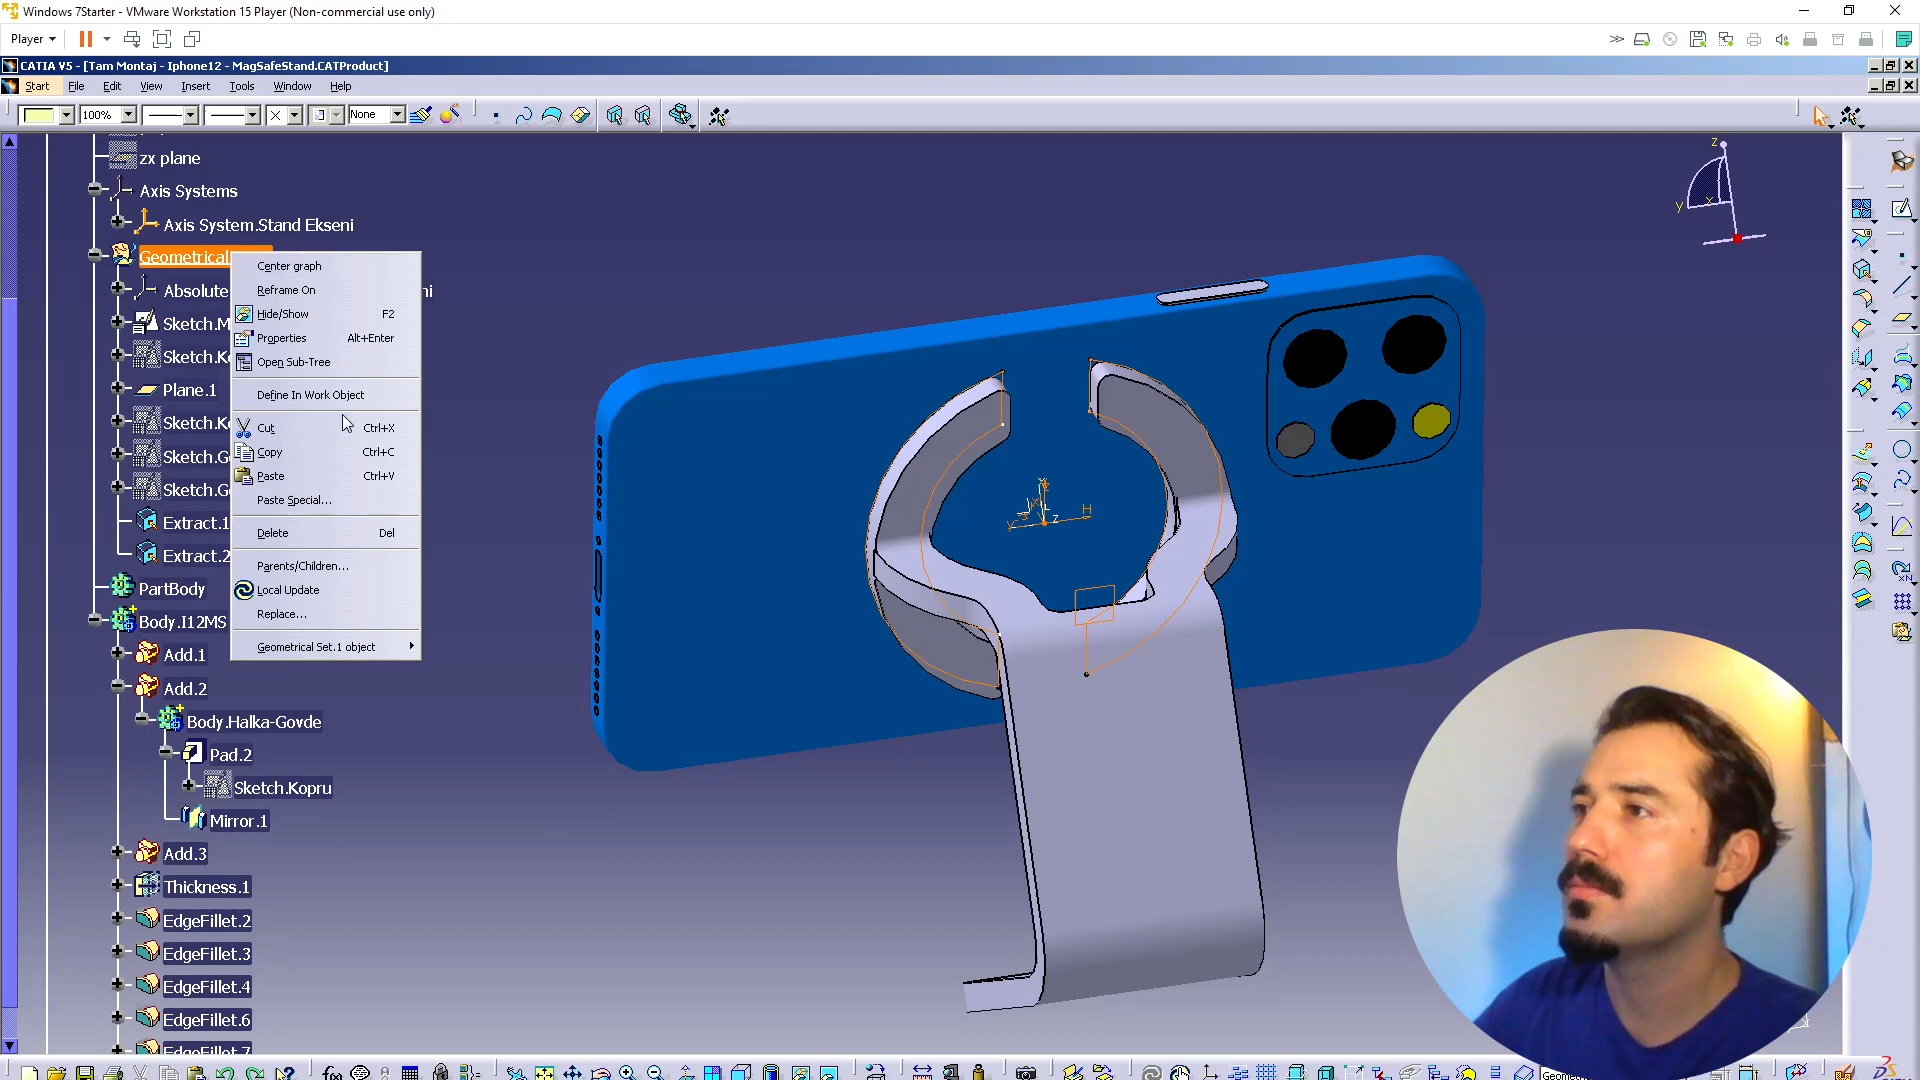 Windows 7Starter - VMware Workstation 15 Player (Non-commercial use only)
Player
CATIA V5 - [Tam Montaj - Iphone12 - MagSafeStand.CATProduct]
Start File Edit View Insert Tools Window Help
100% None
zx plane
Axis Systems
Axis System.Stand Ekseni
Geometrical
Absolute
ni
Sketch.M
Sketch.Ko
Plane.1
Sketch.Ko
Sketch.G
Sketch.G
Extract.1
Extract.2
PartBody
Body.I12MS
Add.1
Add.2
Body.Halka-Govde
Pad.2
Sketch.Kopru
Mirror.1
Add.3
Thickness.1
EdgeFillet.2
EdgeFillet.3
EdgeFillet.4
EdgeFillet.6
EdgeFillet.7
Center graph
Reframe On
Hide/Show F2
Properties Alt+Enter
Open Sub-Tree
Define In Work Object
Cut Ctrl+X
Copy Ctrl+C
Paste Ctrl+V
Paste Special...
Delete Del
Parents/Children...
Local Update
Replace...
Geometrical Set.1 object
z
y
x
H
z